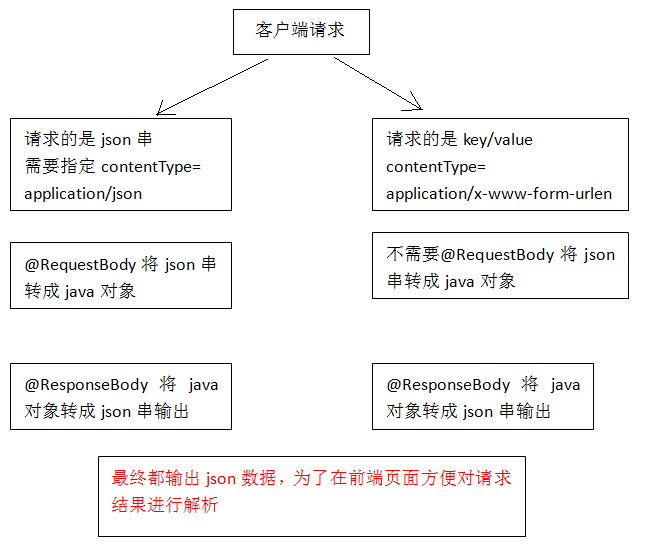 客户端请求
请求的是 json 串
需要指定 contentType=
application/json
请求的是 key/value
contentType=
application/x-www-form-urlen
@RequestBody 将 json 串
转成 java 对象
不需要@RequestBody 将 json
串转成 java 对象
@ResponseBody 将 java
对象转成 json 串输出
@ResponseBody 将 java
对象转成 json 串输出
最终都输出 json 数据，为了在前端页面方便对请求
结果进行解析